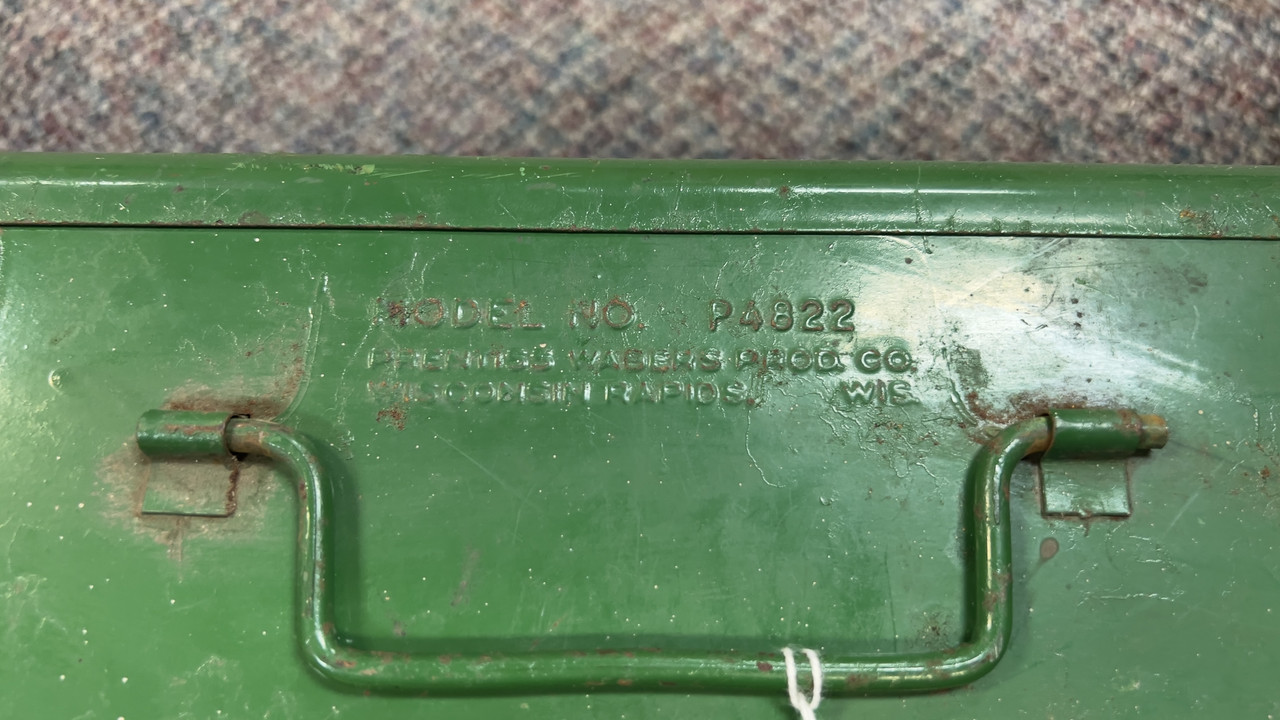 MODEL NO. P4822
PRENTISS WABERS PROD. CO.
WISCONSIN RAPIDS, WIS.